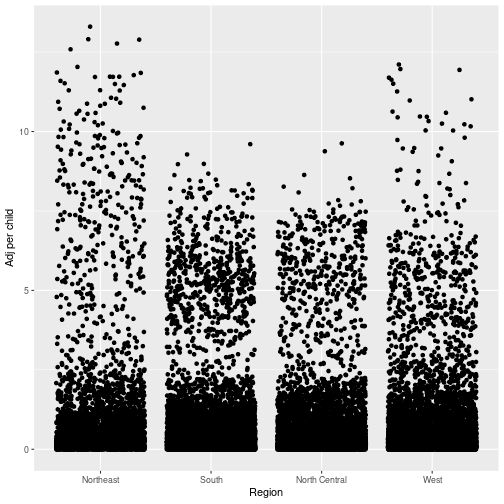 Adj per child
10
5
0
Northeast
South
North Central
West
Region